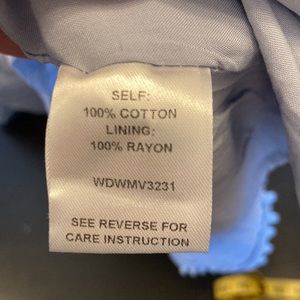 SELF:
100% COTTON
LINING:
100% RAYON
WDWMV3231
SEE REVERSE FOR
CARE INSTRUCTION